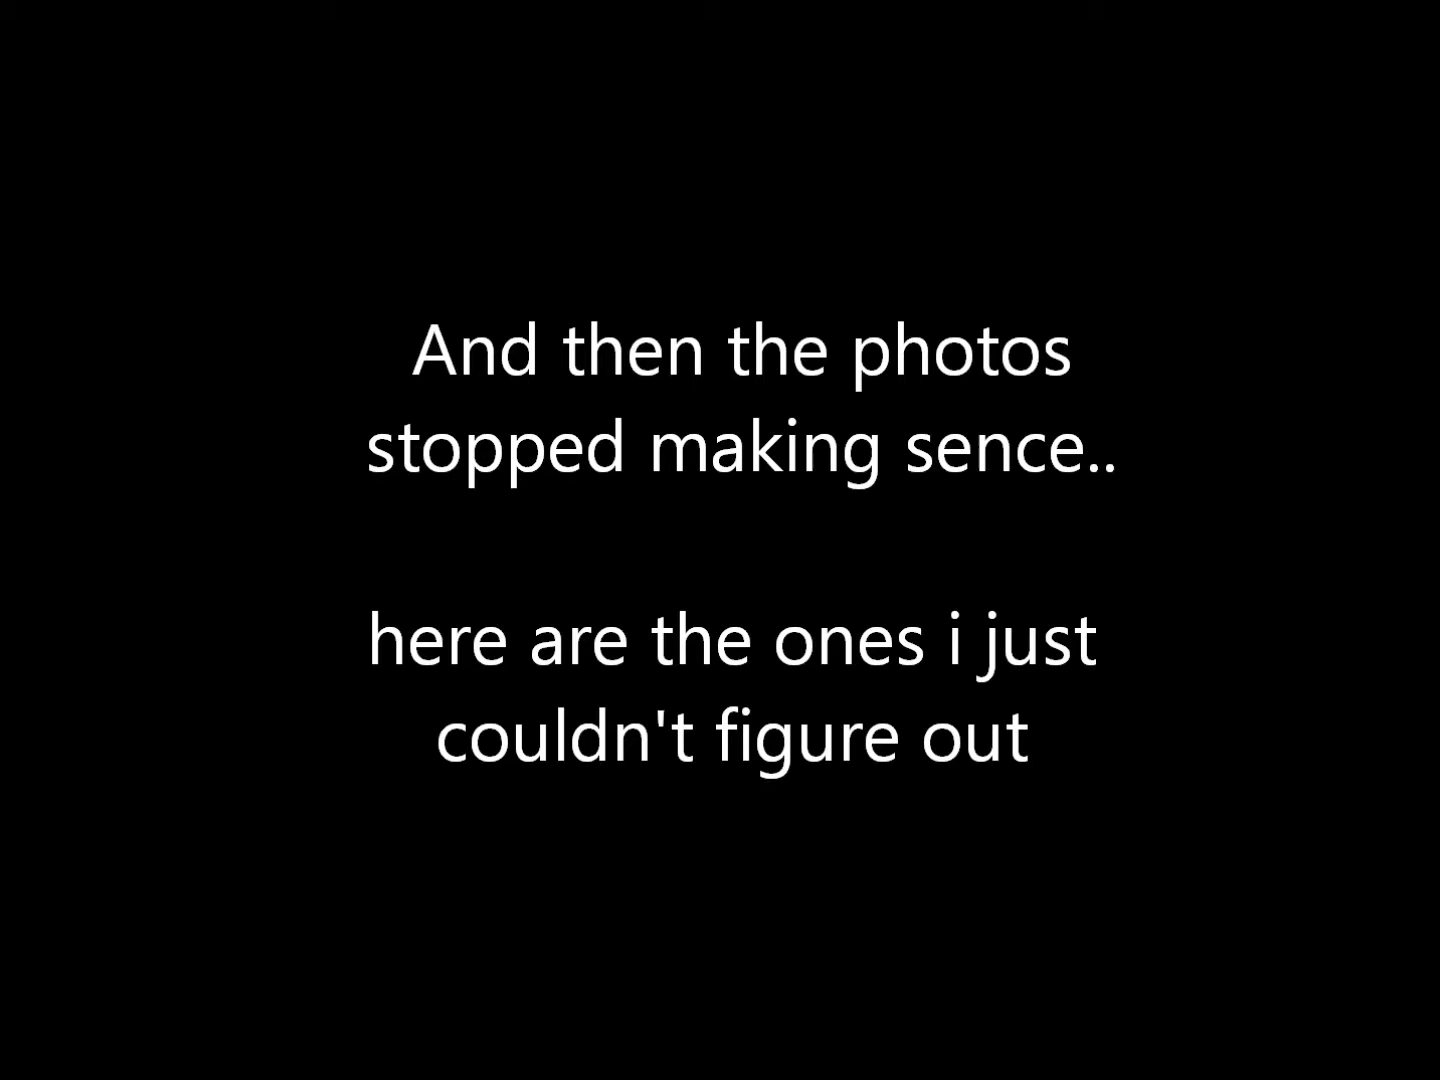 And then the photos
stopped making sence..
here are the ones i just
couldn't figure out